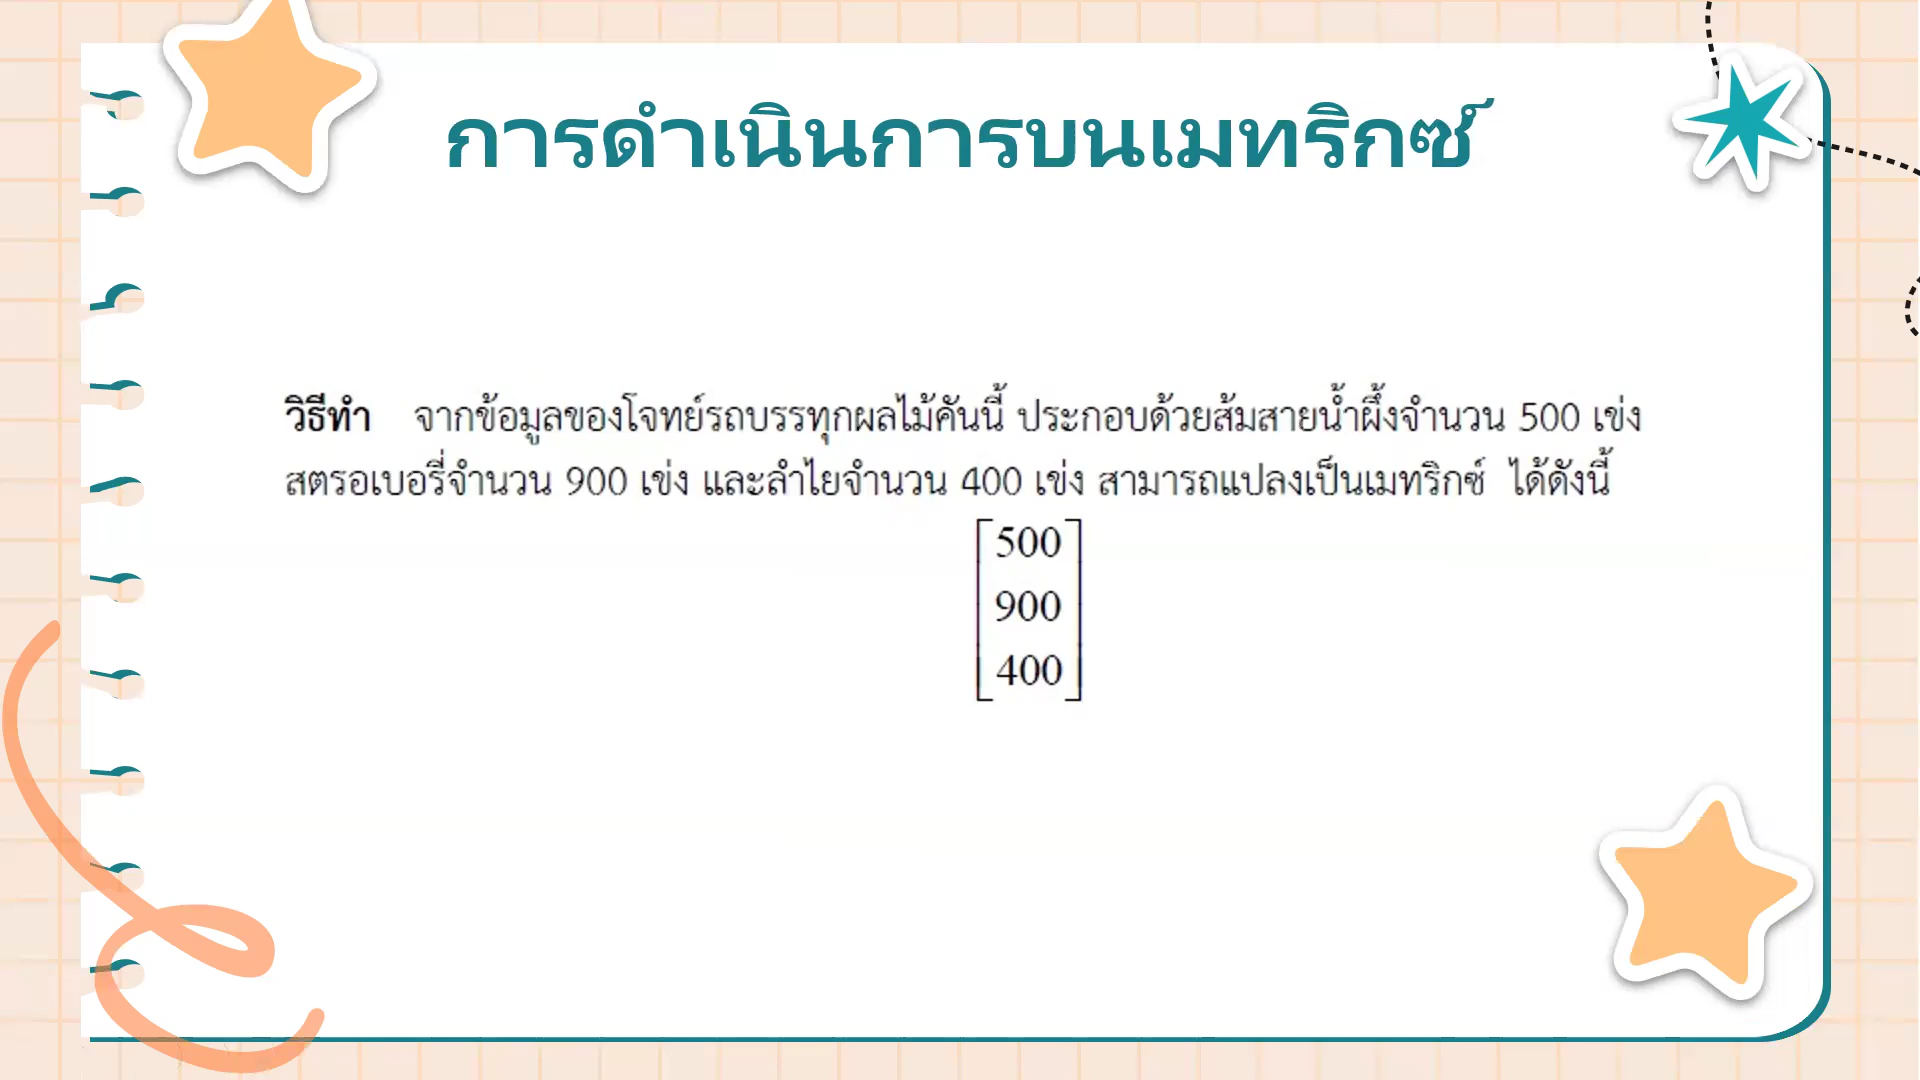 การดำเนินการบนเมทริกซ์
วิธีทำ จากข้อมูลของโจทย์รถบรรทุกผลไม้คันนี้ ประกอบด้วยส้มสายน้ำผึ้งจำนวน 500 เข่ง
สตรอเบอรี่จำนวน 900 เข่ง และลำไยจำนวน 400 เข่ง สามารถแปลงเป็นเมทริกซ์ ได้ดังนี้
500
900
400